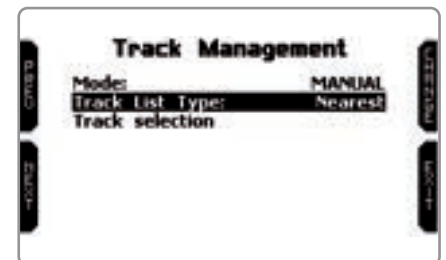 Track Management
Mode: MANUAL
Track List Type: Nearest
Track selection
PREV
CHANGE
NEXT
EXIT